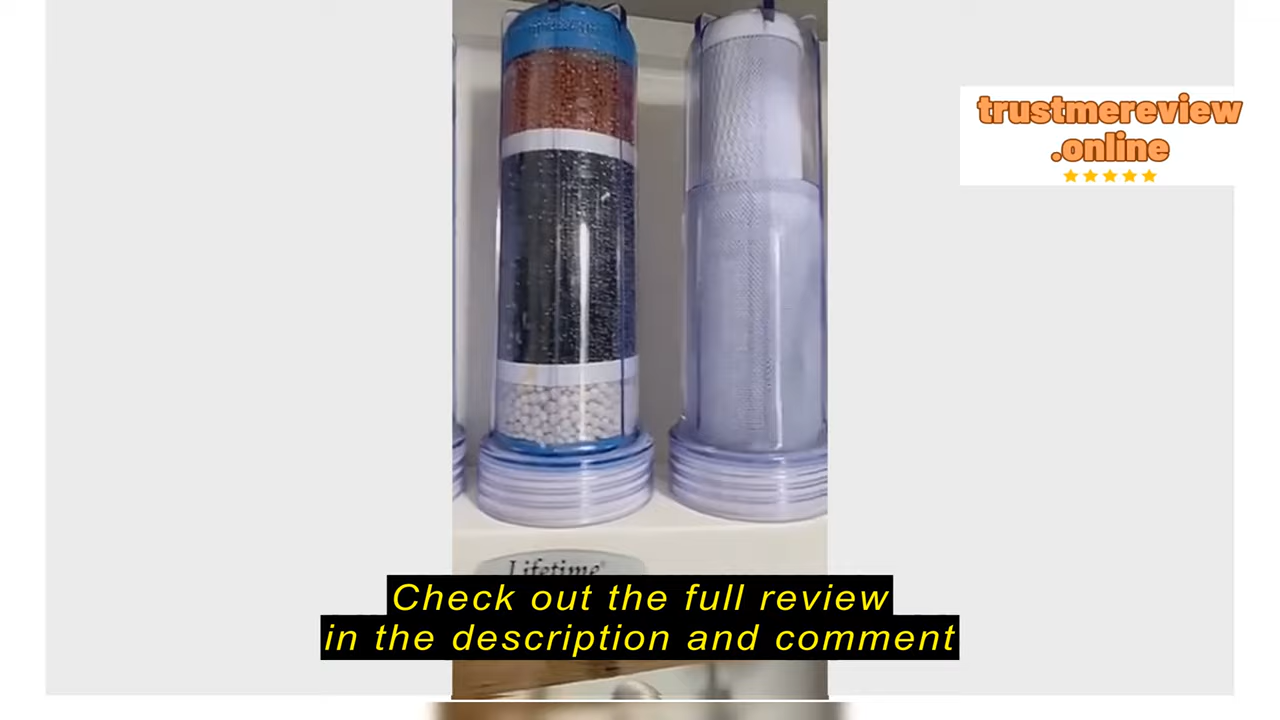 trustmereview
.online
Lifetime®
Check out the full review
in the description and comment